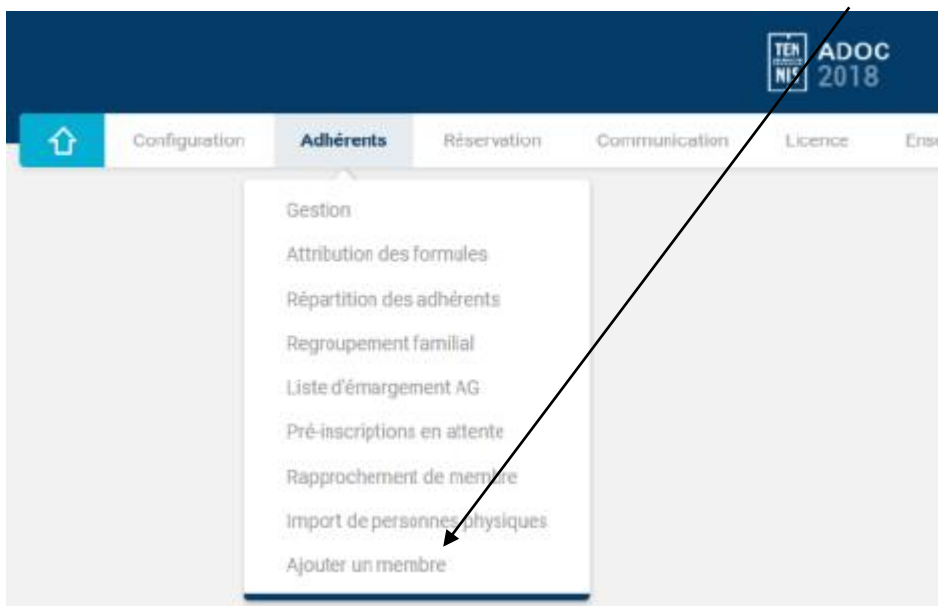 TEN
NIS
ADOC
2018
Configuration
Adhérents
Réservation
Communication
Licence
Ense
Gestion
Attribution des formules
Répartition des adhérents
Regroupement familial
Liste d'émargement AG
Pré-inscriptions en attente
Rapprochement de membre
Import de personnes physiques
Ajouter un membre